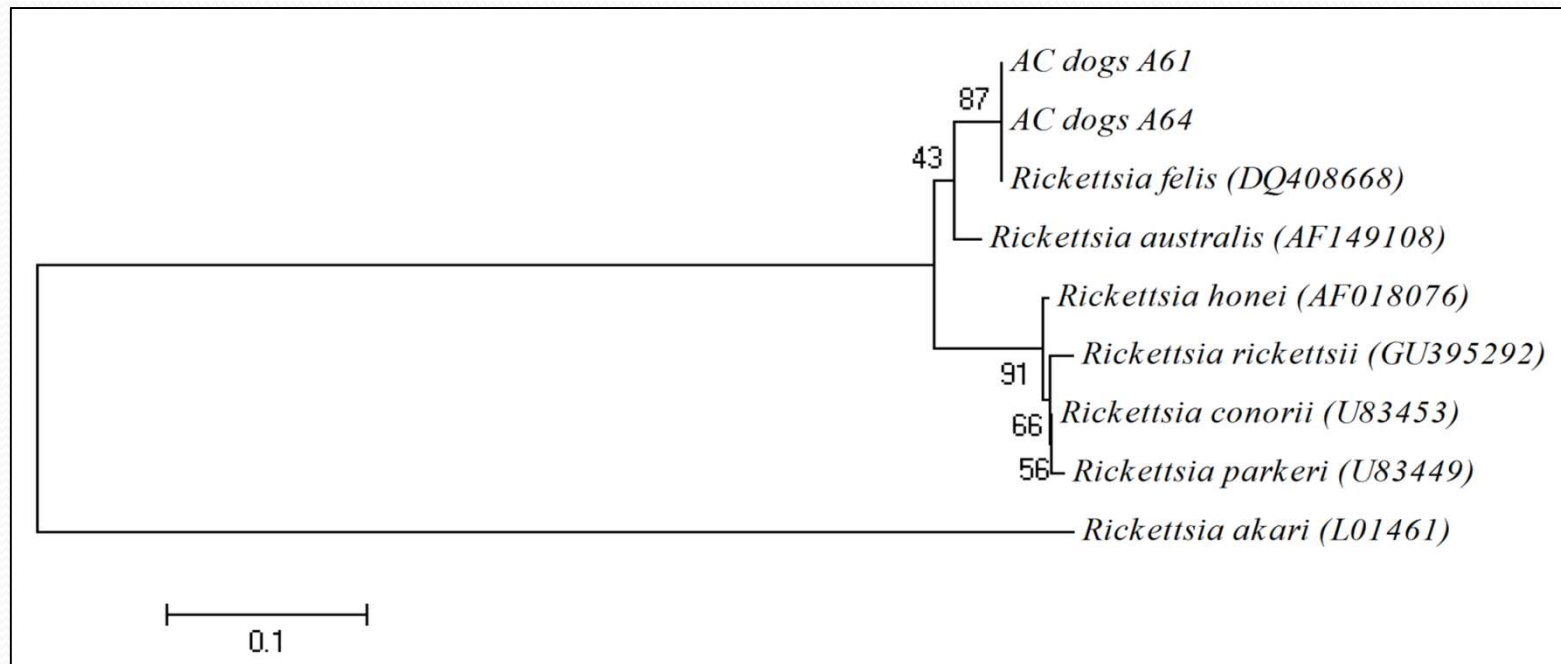 AC dogs A61
87
AC dogs A64
43
Rickettsia felis (DQ408668)
Rickettsia australis (AF149108)
Rickettsia honei (AF018076)
Rickettsia rickettsii (GU395292)
91
Rickettsia conorii (U83453)
66
56
Rickettsia parkeri (U83449)
Rickettsia akari (L01461)
0.1